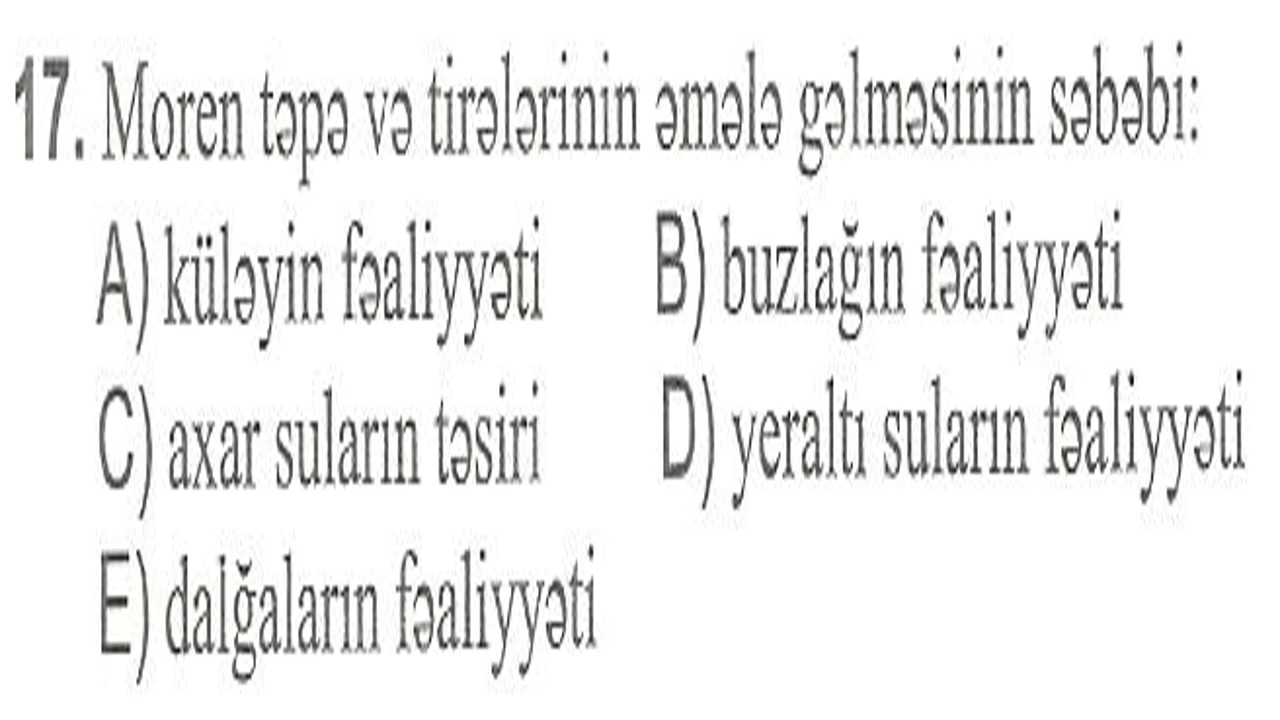 17. Moren təpə və tirələrinin əmələ gəlməsinin səbəbi:
A) küləyin fəaliyyəti B) buzlağın fəaliyyəti
C) axar suların təsiri D) yeraltı suların fəaliyyəti
E) dalğaların fəaliyyəti